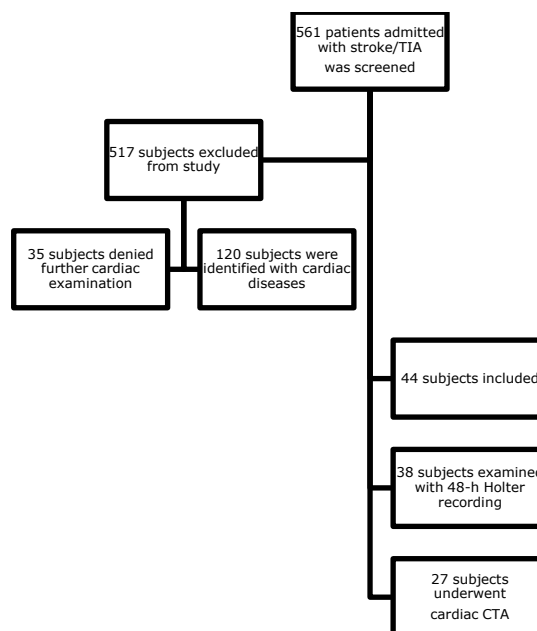 561 patients admitted
with stroke/TIA
was screened
517 subjects excluded
from study
35 subjects denied
further cardiac
examination
120 subjects were
identified with cardiac
diseases
44 subjects included
38 subjects examined
with 48-h Holter
recording
27 subjects
underwent
cardiac CTA